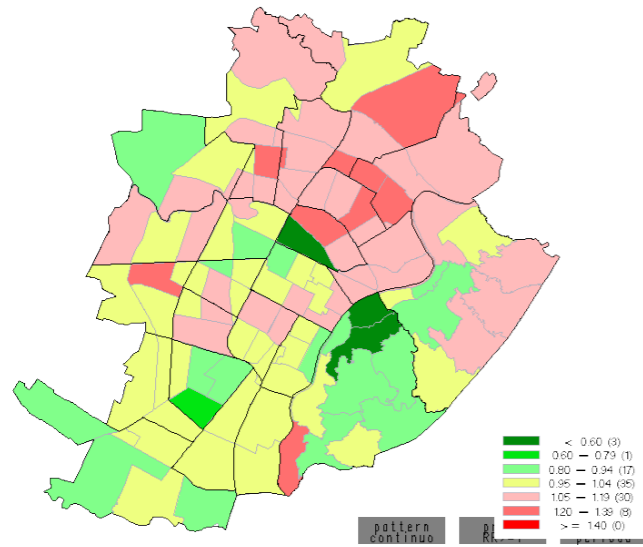 < 0.60 (3)
0.60 – 0.79 (1)
0.80 – 0.94 (17)
0.95 – 1.04 (35)
1.05 – 1.19 (30)
1.20 – 1.39 (8)
>= 1.40 (0)
pattern
continuo